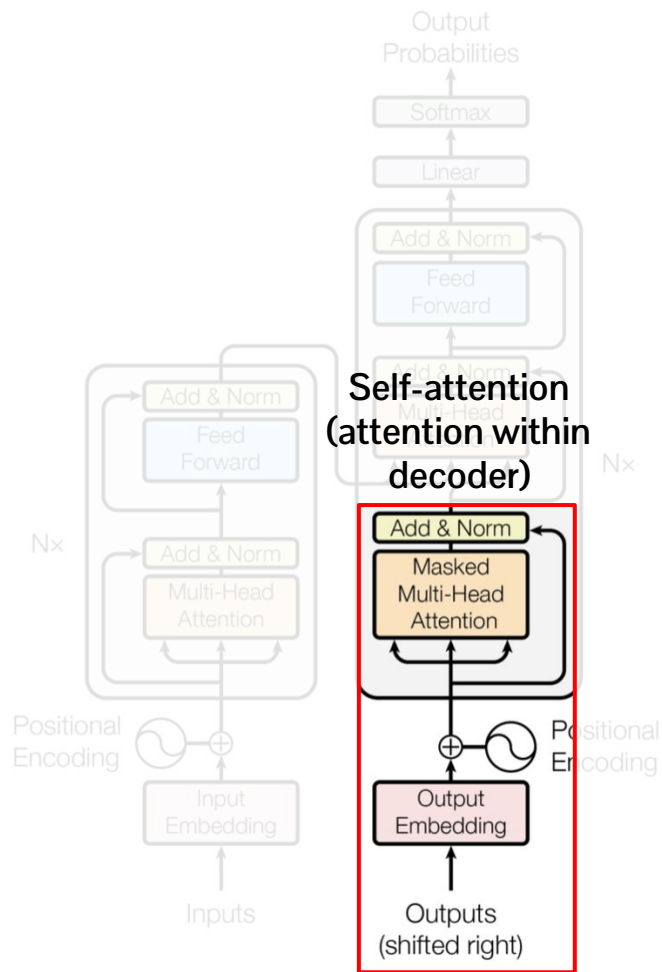 Output
Probabilities
Softmax
Linear
Add & Norm
Feed
Forward
Add & Norm
Multi-Head
Self-attention
(attention within
decoder)
Nx
Add & Norm
Masked
Multi-Head
Attention
Positional
Encoding
Output
Embedding
Outputs
(shifted right)
Add & Norm
Feed
Forward
Nx
Add & Norm
Multi-Head
Attention
Positional
Encoding
Input
Embedding
Inputs